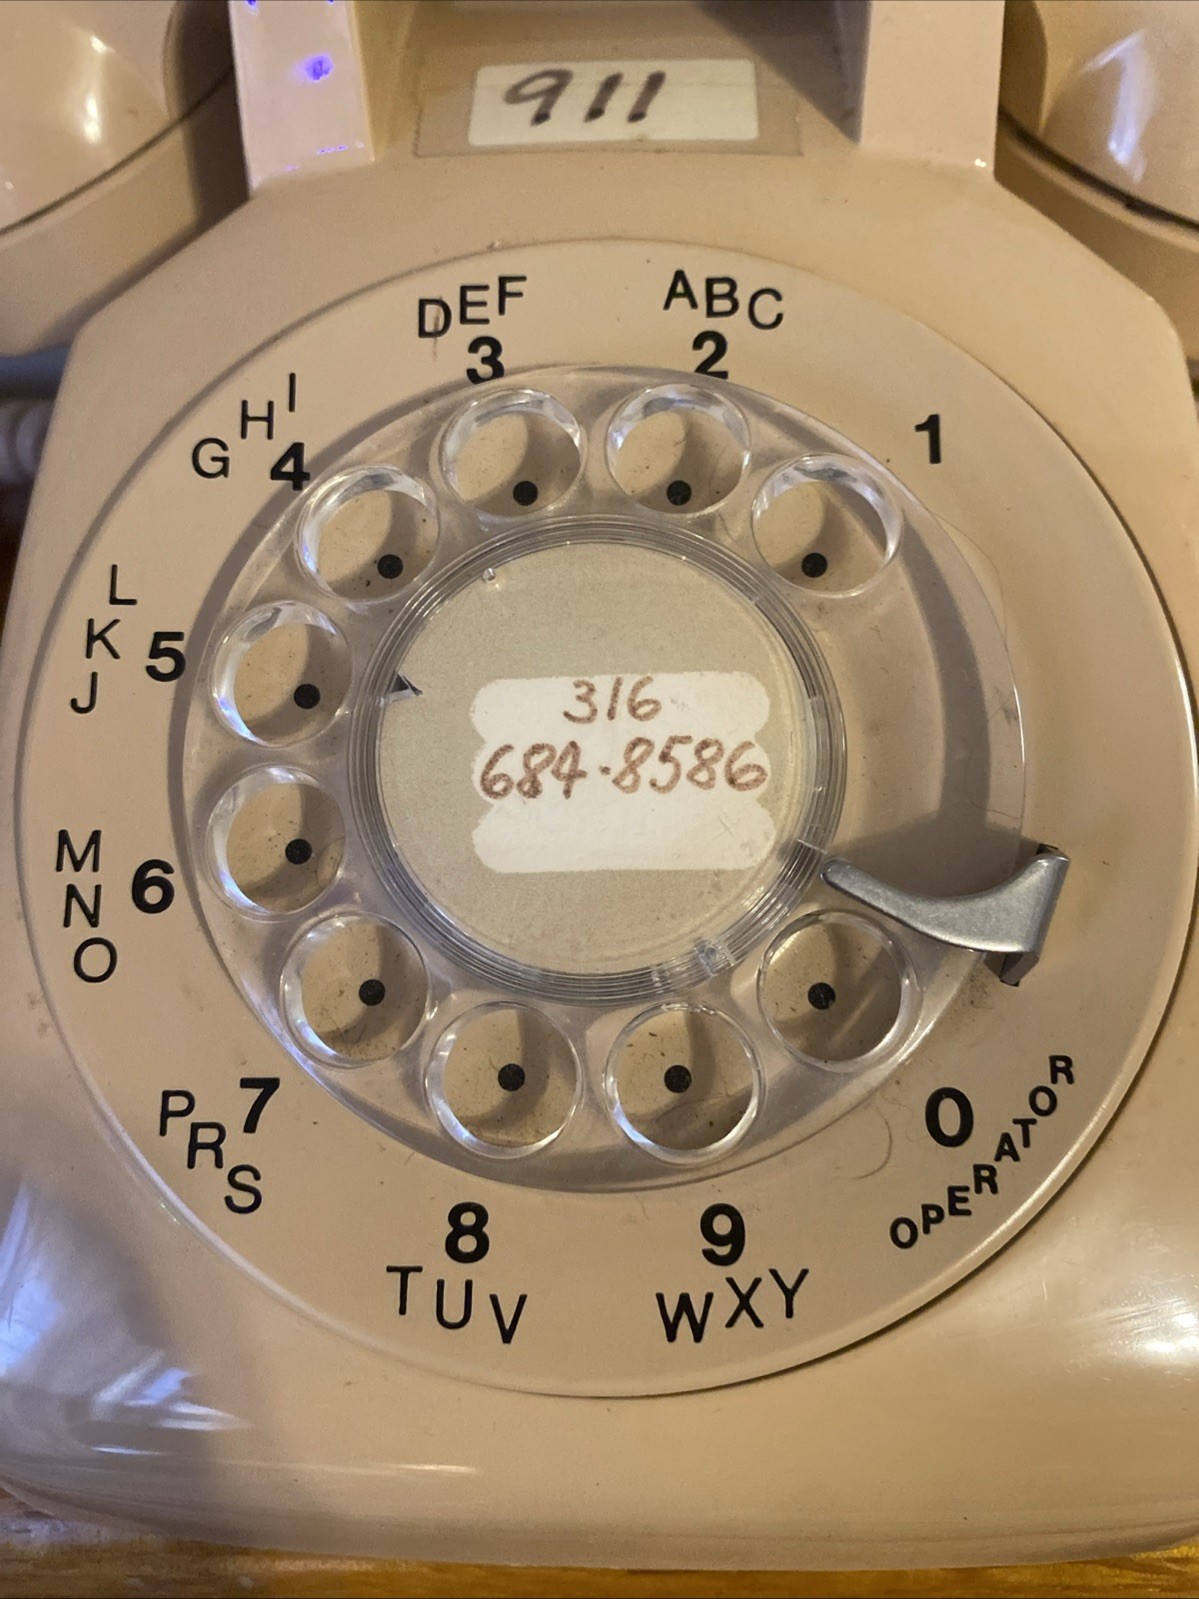 911
ABC
2
DEF
3
1
GHI
4
JKL
5
316
684-8586
MNO
6
PRS
7
TUV
8
WXY
9
0
OPERATOR